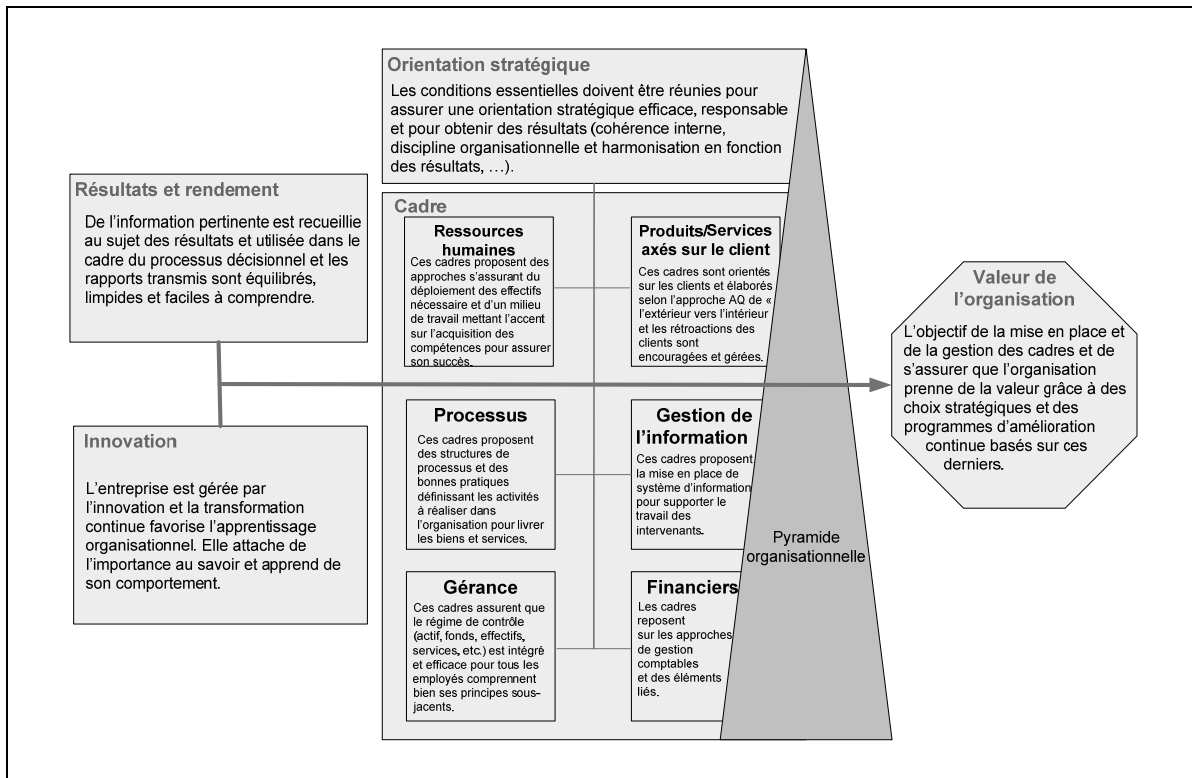 Orientation stratégique
Les conditions essentielles doivent être réunies pour
assurer une orientation stratégique efficace, responsable
et pour obtenir des résultats (cohérence interne,
discipline organisationnelle et harmonisation en fonction
des résultats, …).
Résultats et rendement
De l’information pertinente est recueillie
au sujet des résultats et utilisée dans le
cadre du processus décisionnel et les
rapports transmis sont équilibrés,
limpides et faciles à comprendre.
Innovation
L’entreprise est gérée par
l’innovation et la transformation
continue favorise l’apprentissage
organisationnel. Elle attache de
l’importance au savoir et apprend de
son comportement.
Cadre
Ressources
humaines
Ces cadres proposent des
approches s’assurant du
déploiement des effectifs
nécessaire et d’un milieu
de travail mettant l’accent
sur l’acquisition des
compétences pour assurer
son succès.
Produits/Services
axés sur le client
Ces cadres sont orientés
sur les clients et élaborés
selon l’approche AQ de «
l’extérieur vers l’intérieur
et les rétroactions des
clients sont
encouragées et gérées.
Processus
Ces cadres proposent
des structures de
processus et des
bonnes pratiques
définissant les activités
à réaliser dans
l’organisation pour livrer
les biens et services.
Gestion de
l’information
Ces cadres proposent
la mise en place de
système d’information
pour supporter le
travail des
intervenants.
Gérance
Ces cadres assurent que
le régime de contrôle
(actif, fonds, effectifs,
services, etc.) est intégré
et efficace pour tous les
employés comprennent
bien ses principes sous-
jacents.
Financiers
Les cadres
reposent
sur les approches
de gestion
comptables
et des éléments
liés.
Pyramide
organisationnelle
Valeur de
l’organisation
L’objectif de la mise en place et
de la gestion des cadres et de
s’assurer que l’organisation
prenne de la valeur grâce à des
choix stratégiques et des
programmes d’amélioration
continue basés sur ces
derniers.